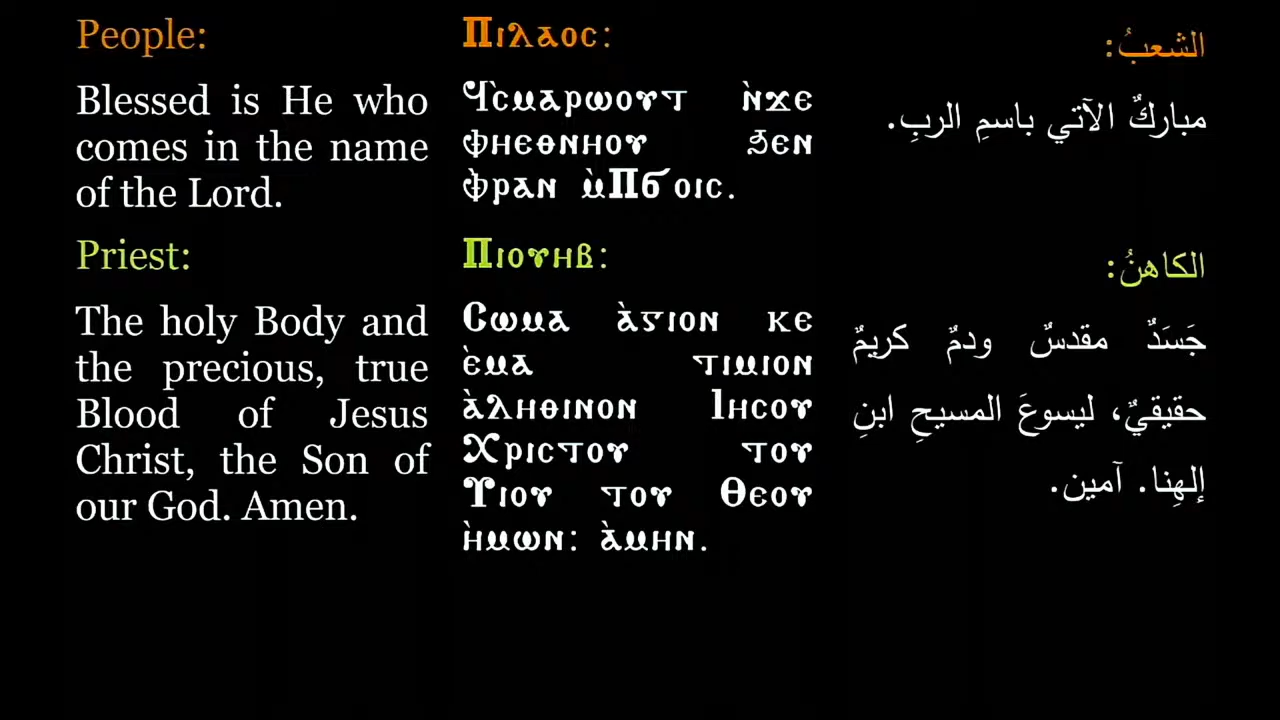 People:
Blessed is He who
comes in the name
of the Lord.
Priest:
The holy Body and
the precious, true
Blood of Jesus
Christ, the Son of
our God. Amen.
Ⲡⲓⲗⲁⲟⲥ:
Ϥ̀ⲥⲙⲁⲣⲱⲟⲩⲧ ⲛ̀ϫⲉ
ⲫⲏⲉⲑⲛⲏⲟⲩ ϧⲉⲛ
ⲫ̀ⲣⲁⲛ ⲙ̀Ⲡϭⲟⲓⲥ.
Ⲡⲓⲟⲩⲏⲃ:
Ⲥⲱⲙⲁ ⲁ̀ⲅⲓⲟⲛ ⲕⲉ
ⲉ̀ⲙⲁ ⲧⲓⲙⲓⲟⲛ
ⲁ̀ⲗⲏⲑⲓⲛⲟⲛ Ⲓⲏⲥⲟⲩ
Ⲭⲣⲓⲥⲧⲟⲩ ⲧⲟⲩ
Ⲩⲓⲟⲩ ⲧⲟⲩ Ⲑⲉⲟⲩ
ⲏ̀ⲙⲱⲛ: ⲁ̀ⲙⲏⲛ.
الشعبُ:
مباركٌ الآتي باسمِ الربِ.
الكاهنُ:
جَسَدٌ مقدسٌ ودمٌ كريمٌ
حقيقيٌ، ليسوعَ المسيحِ ابنِ
إلهِنا. آمين.